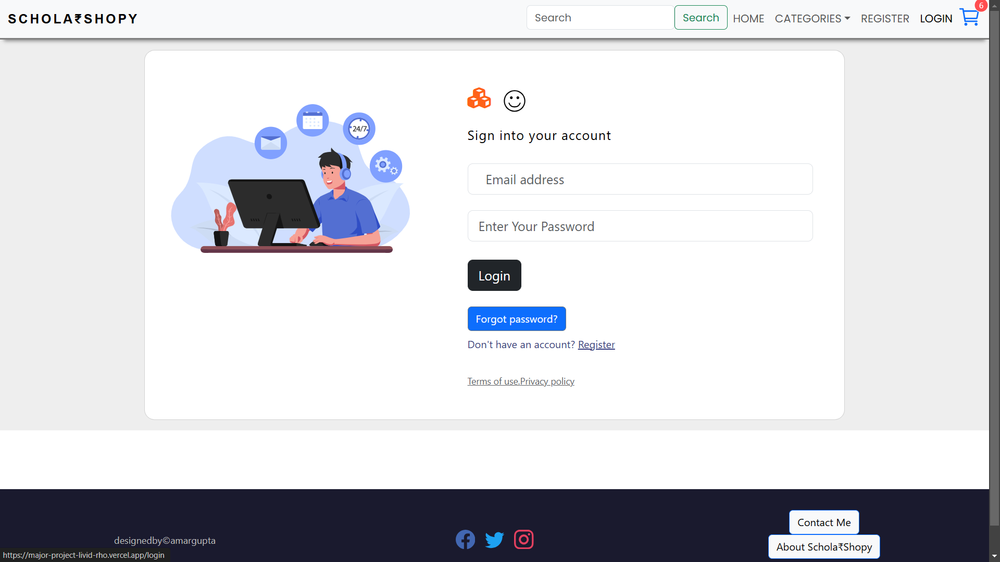 SCHOLA₹SHOPY
Search Search HOME CATEGORIES REGISTER LOGIN 6
24/7
Sign into your account
Email address
Enter Your Password
Login
Forgot password?
Don't have an account? Register
Terms of use.Privacy policy
Contact Me
designedby©amargupta
About Schola₹Shopy
https://major-project-livid-rho.vercel.app/login